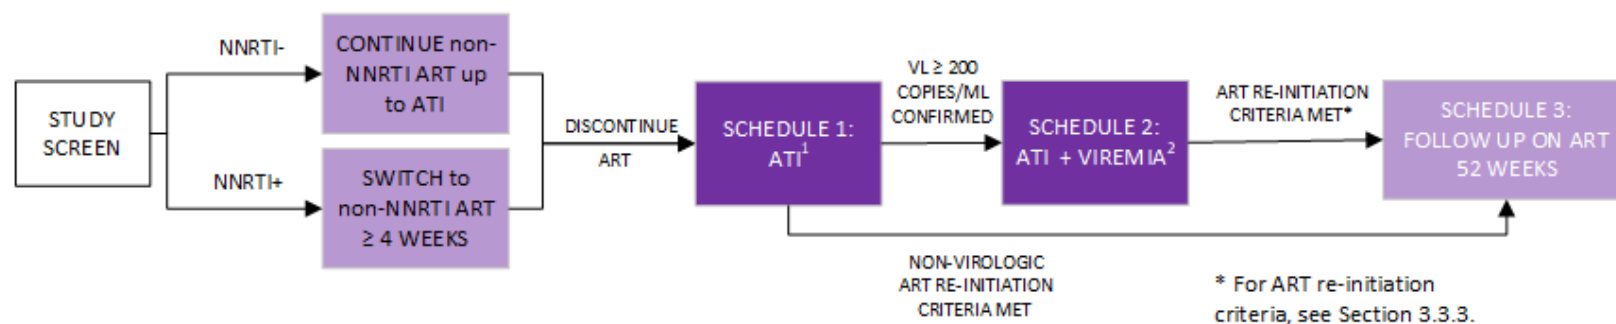 STUDY
SCREEN
NNRTI-
NNRTI+
CONTINUE non-
NNRTI ART up
to ATI
SWITCH to
non-NNRTI ART
≥ 4 WEEKS
DISCONTINUE
ART
SCHEDULE 1:
ATI¹
VL ≥ 200
COPIES/ML
CONFIRMED
SCHEDULE 2:
ATI + VIREMIA²
ART RE-INITIATION
CRITERIA MET*
SCHEDULE 3:
FOLLOW UP ON ART
52 WEEKS
NON-VIROLOGIC
ART RE-INITIATION
CRITERIA MET
* For ART re-initiation
criteria, see Section 3.3.3.